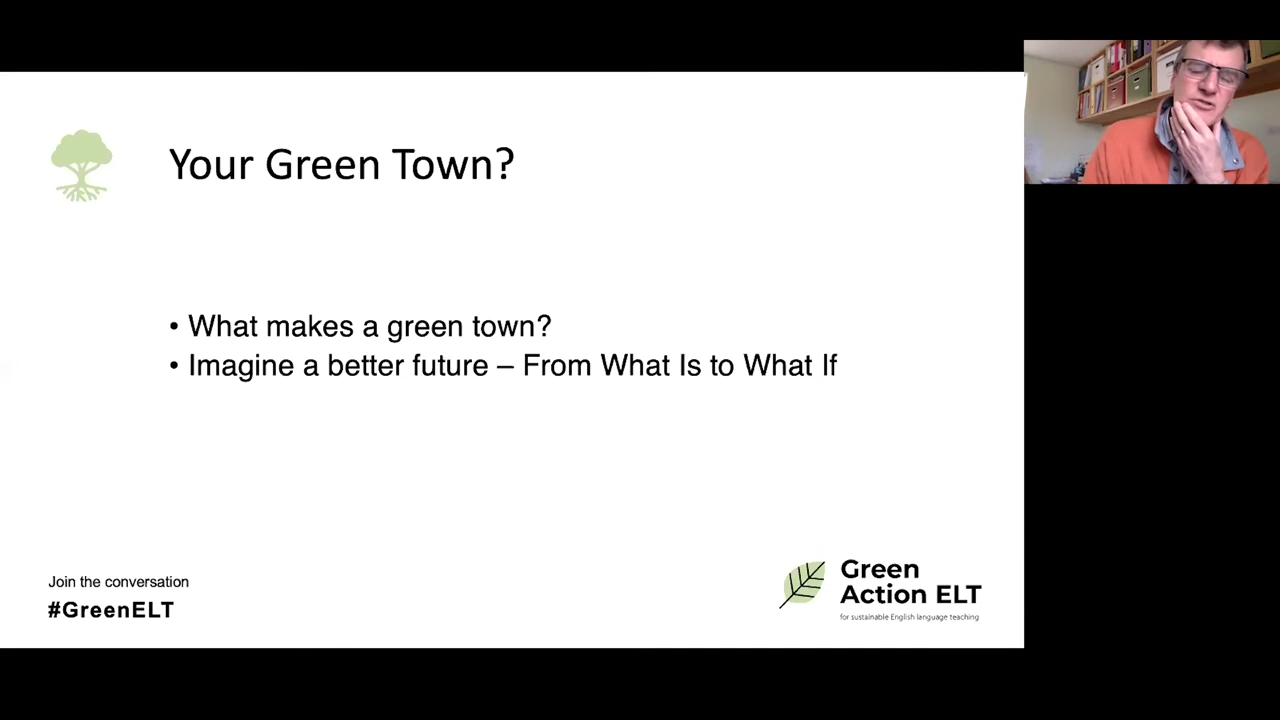 Your Green Town?
• What makes a green town?
• Imagine a better future – From What Is to What If
Join the conversation
#GreenELT
Green
Action ELT
for sustainable English language teaching